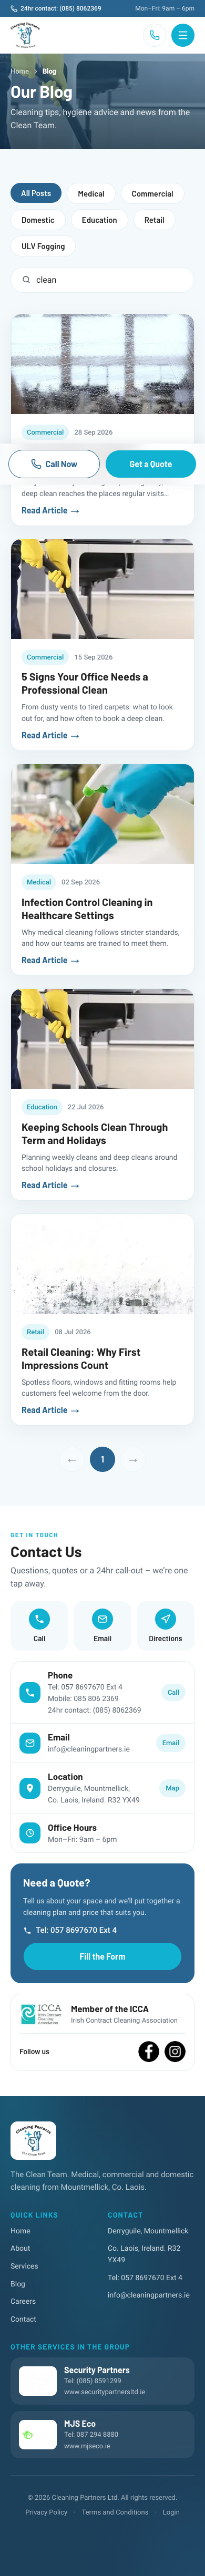 24hr contact: (085) 8062369
Mon–Fri: 9am – 6pm
Cleaning Partners
The Clean Team
Home
Blog
Our Blog
Cleaning tips, hygiene advice and news from the
Clean Team.
All Posts
Medical
Commercial
Domestic
Education
Retail
ULV Fogging
clean
Commercial
28 Sep 2026
Call Now
Get a Quote
deep clean reaches the places regular visits...
Read Article →
Commercial
15 Sep 2026
5 Signs Your Office Needs a
Professional Clean
From dusty vents to tired carpets: what to look
out for, and how often to book a deep clean.
Read Article →
Medical
02 Sep 2026
Infection Control Cleaning in
Healthcare Settings
Why medical cleaning follows stricter standards,
and how our teams are trained to meet them.
Read Article →
Education
22 Jul 2026
Keeping Schools Clean Through
Term and Holidays
Planning weekly cleans and deep cleans around
school holidays and closures.
Read Article →
Retail
08 Jul 2026
Retail Cleaning: Why First
Impressions Count
Spotless floors, windows and fitting rooms help
customers feel welcome from the door.
Read Article →
←
1
→
GET IN TOUCH
Contact Us
Questions, quotes or a 24hr call-out – we're one
tap away.
Call
Email
Directions
Phone
Tel: 057 8697670 Ext 4
Mobile: 085 806 2369
24hr contact: (085) 8062369
Call
Email
info@cleaningpartners.ie
Email
Location
Derryguile, Mountmellick,
Co. Laois, Ireland. R32 YX49
Map
Office Hours
Mon–Fri: 9am – 6pm
Need a Quote?
Tell us about your space and we'll put together a
cleaning plan and price that suits you.
Tel: 057 8697670 Ext 4
Fill the Form
ICCA
Irish Contract
Cleaning
Association
Member of the ICCA
Irish Contract Cleaning Association
Follow us
Cleaning Partners
The Clean Team
The Clean Team. Medical, commercial and domestic
cleaning from Mountmellick, Co. Laois.
QUICK LINKS
Home
About
Services
Blog
Careers
Contact
CONTACT
Derryguile, Mountmellick
Co. Laois, Ireland. R32
YX49
Tel: 057 8697670 Ext 4
info@cleaningpartners.ie
OTHER SERVICES IN THE GROUP
Security Partners
Tel: (085) 8591299
www.securitypartnersltd.ie
MJS Eco
Tel: 087 294 8880
www.mjseco.ie
© 2026 Cleaning Partners Ltd. All rights reserved.
Privacy Policy · Terms and Conditions · Login